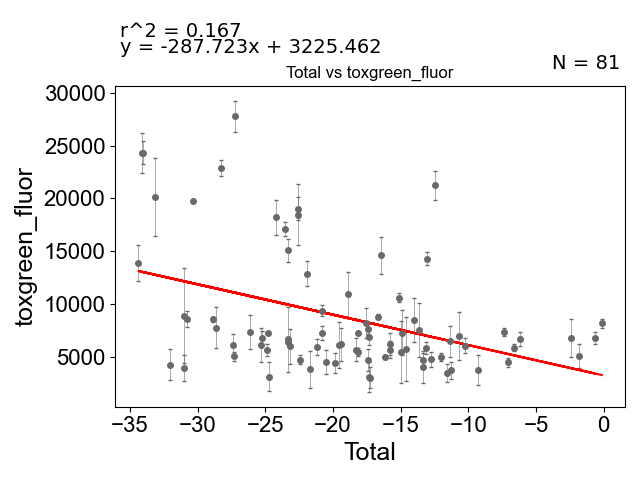 r^2 = 0.167
y = -287.723x + 3225.462
N = 81
Total vs toxgreen_fluor
30000
25000
20000
15000
10000
5000
toxgreen_fluor
−35 −30 −25 −20 −15 −10 −5 0
Total